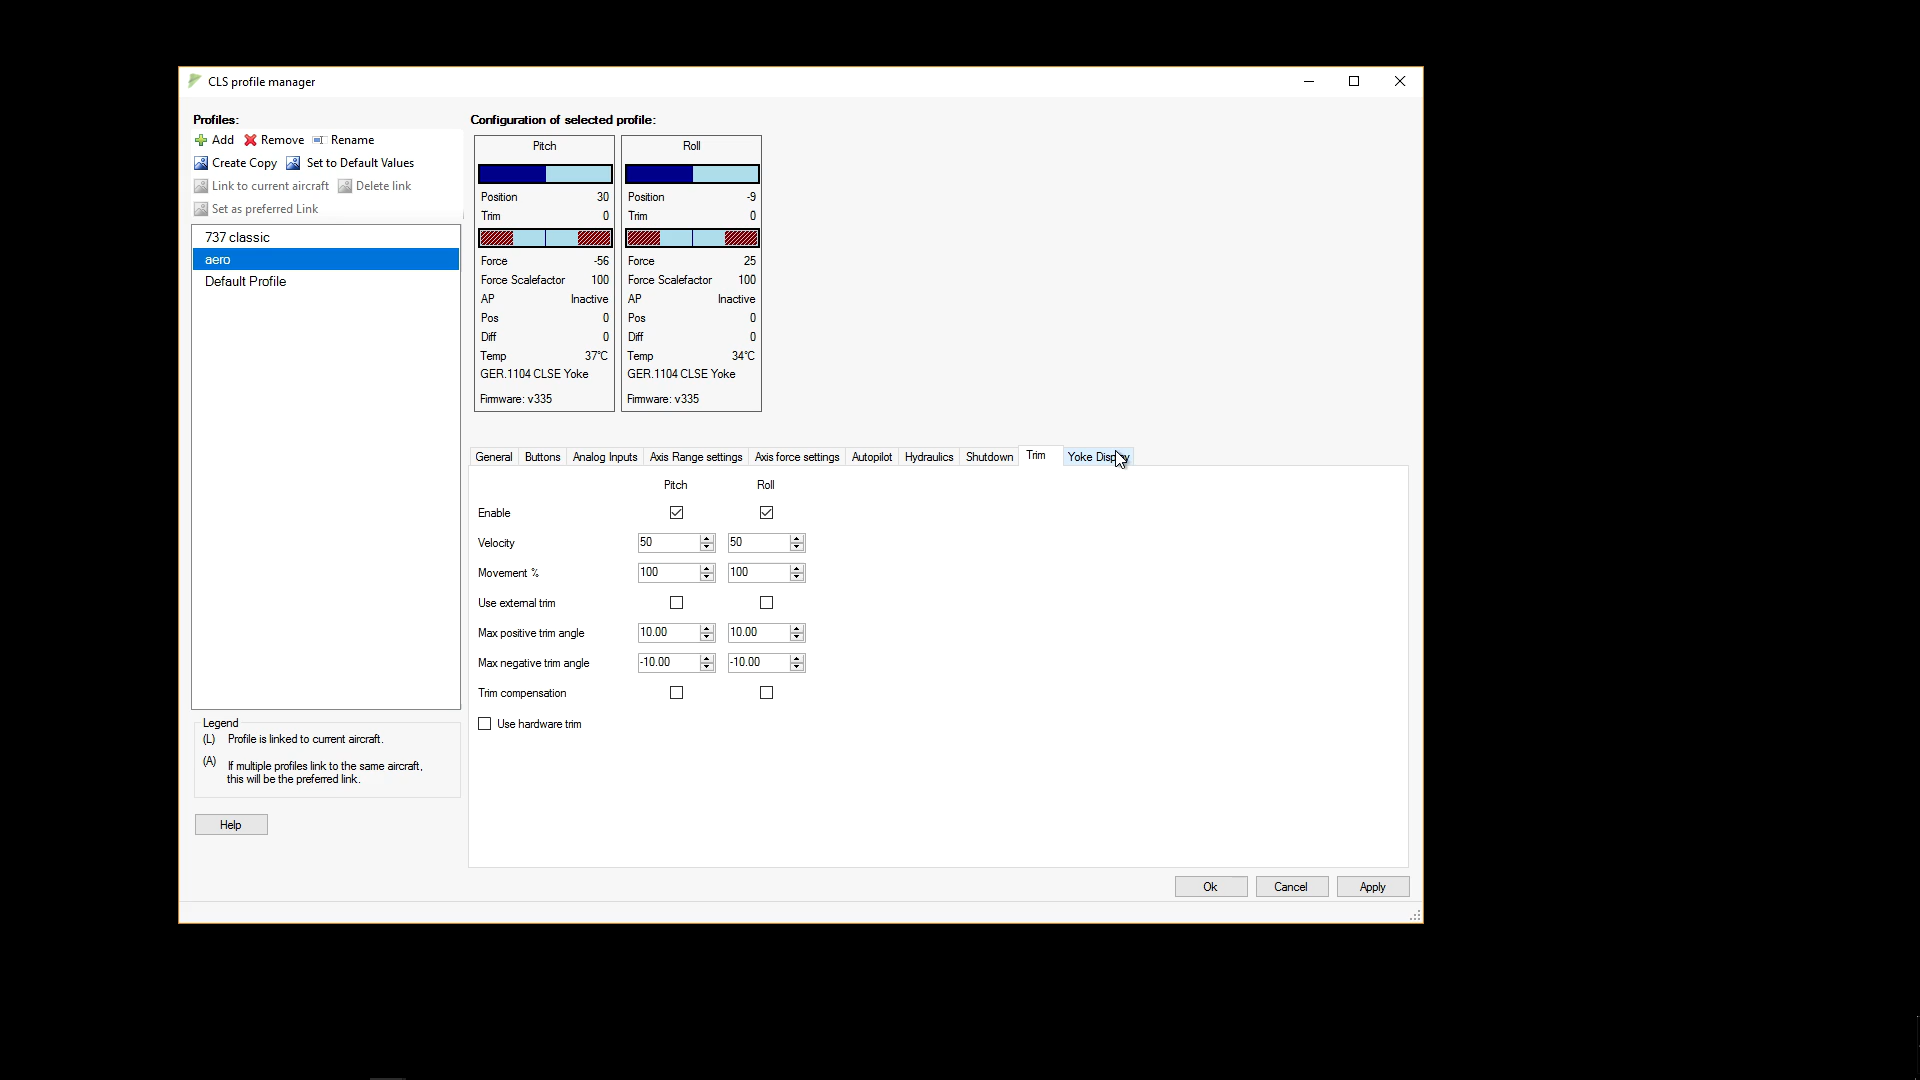 CLS profile manager
Profiles:
Add Remove Rename
Create Copy Set to Default Values
Link to current aircraft Delete link
Set as preferred Link
737 classic
aero
Default Profile
Legend
(L) Profile is linked to current aircraft.
(A) If multiple profiles link to the same aircraft,
this will be the preferred link.
Help
Configuration of selected profile:
Pitch
Position 30
Trim 0
Force -56
Force Scalefactor 100
AP Inactive
Pos 0
Diff 0
Temp 37°C
GER.1104 CLSE Yoke
Firmware: v335
Roll
Position -9
Trim 0
Force 25
Force Scalefactor 100
AP Inactive
Pos 0
Diff 0
Temp 34°C
GER.1104 CLSE Yoke
Firmware: v335
General Buttons Analog Inputs Axis Range settings Axis force settings Autopilot Hydraulics Shutdown Trim Yoke Display
Pitch Roll
Enable
Velocity 50 50
Movement % 100 100
Use external trim
Max positive trim angle 10.00 10.00
Max negative trim angle -10.00 -10.00
Trim compensation
Use hardware trim
Ok Cancel Apply